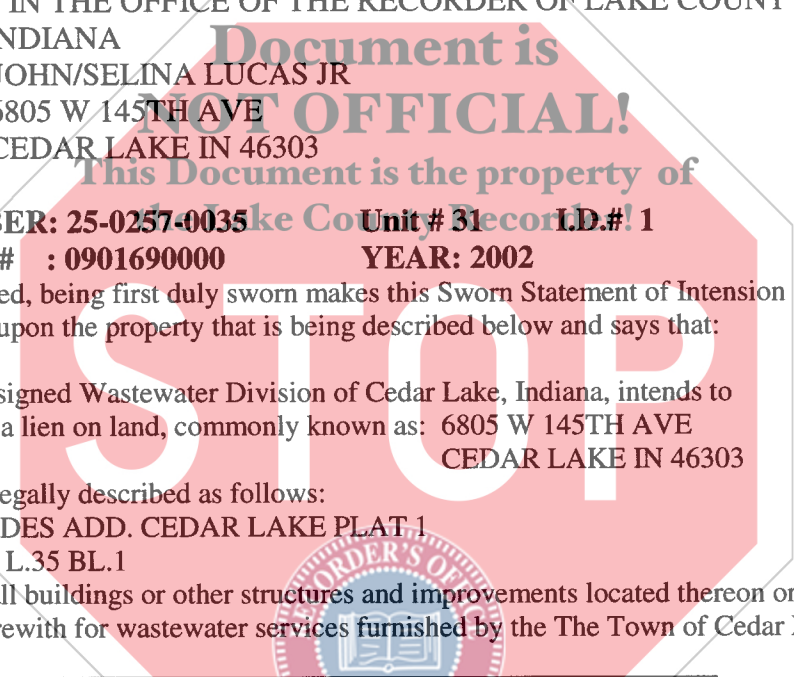 IN THE OFFICE OF THE RECORDER OF LAKE COUNTY
NDIANA
Document is
JOHN/SELINA LUCAS JR
6805 W 145TH AVE
NOT OFFICIAL!
CEDAR LAKE IN 46303
This Document is the property of
the Lake County Recorder!
BER: 25-0257-0035 Unit # 31 I.D.# 1
# : 0901690000 YEAR: 2002
ed, being first duly sworn makes this Sworn Statement of Intension
upon the property that is being described below and says that:
STOP
signed Wastewater Division of Cedar Lake, Indiana, intends to
a lien on land, commonly known as: 6805 W 145TH AVE
CEDAR LAKE IN 46303
egally described as follows:
DES ADD. CEDAR LAKE PLAT 1
L.35 BL.1
RECORDER'S OFFIC
all buildings or other structures and improvements located thereon or
rewith for wastewater services furnished by the The Town of Cedar